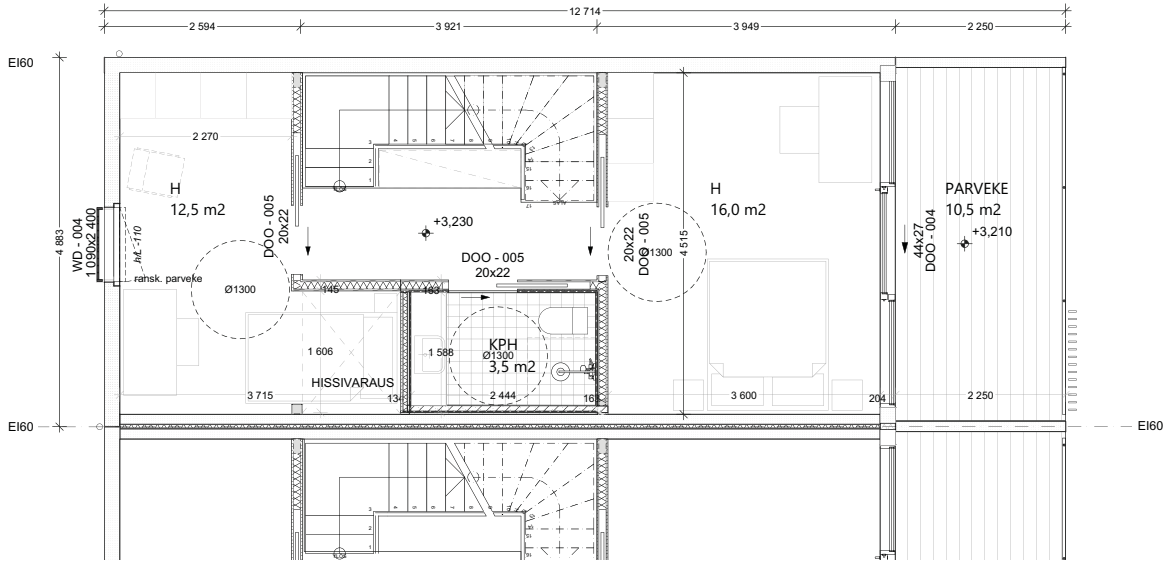 12 714
2 594
3 921
3 949
2 250
EI60
2 270
H
12,5 m2
H
16,0 m2
PARVEKE
10,5 m2
+3,210
4 883
WD - 004
1 090x2 400
hkL -110
ransk. parveke
DOO - 005
20x22
+3,230
DOO - 005
20x22
20x22
DOO - 005
Ø1300
4 515
44x27
DOO - 004
Ø1300
145
163
1 606
1 588
KPH
Ø1300
3,5 m2
HISSIVARAUS
3 715
134
2 444
3 600
204
2 250
EI60
EI60